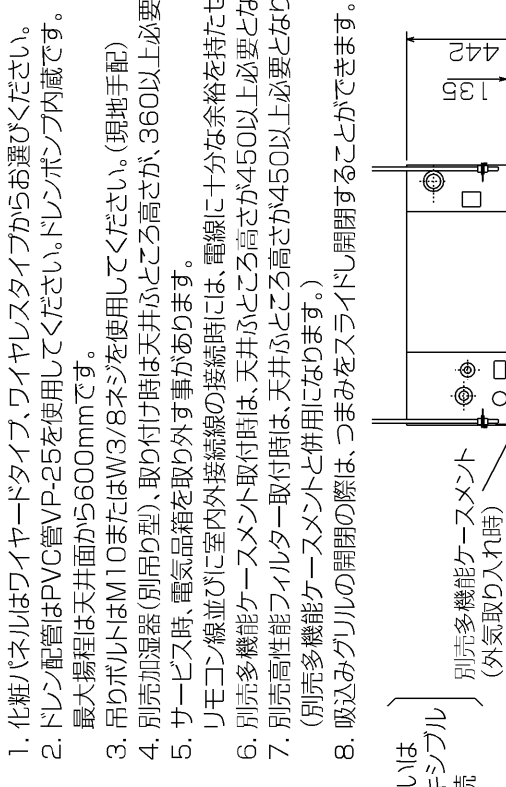 1. 化粧パネルはワイヤードタイプ、ワイヤレスタイプからお選びください。
2. ドレン配管はPVC管VP-25を使用してください。ドレンポンプ内蔵です。
最大揚程は天井面から600mmです。
3. 吊りボルトはM10またはW3/8ネジを使用してください。(現地手配)
4. 別売加湿器(別吊り型)、取り付け時は天井ふところ高さが、360以上必要
5. サービス時、電気品箱を取り外す事があります。
リモコン線並びに室内外接続線の接続時には、電線に十分な余裕を持たせ
6. 別売多機能ケースメント取付時は、天井ふところ高さが450以上必要とな
7. 別売高性能フィルター取付時は、天井ふところ高さが450以上必要となり
(別売多機能ケースメントと併用になります。)
8. 吸込みグリルの開閉の際は、つまみをスライドし開閉することができます。
442
135
別売多機能ケースメント
(外気取り入れ時)
いは
キシブル
続